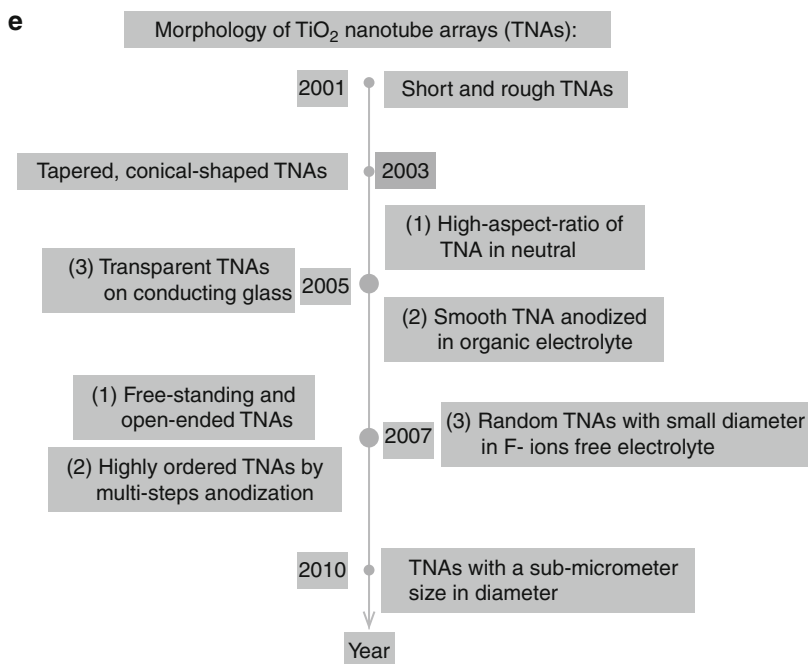 e
Morphology of TiO₂ nanotube arrays (TNAs):
2001
Short and rough TNAs
Tapered, conical-shaped TNAs
2003
(1) High-aspect-ratio of
TNA in neutral
(3) Transparent TNAs
on conducting glass
2005
(2) Smooth TNA anodized
in organic electrolyte
(1) Free-standing and
open-ended TNAs
2007
(3) Random TNAs with small diameter
in F- ions free electrolyte
(2) Highly ordered TNAs by
multi-steps anodization
2010
TNAs with a sub-micrometer
size in diameter
Year